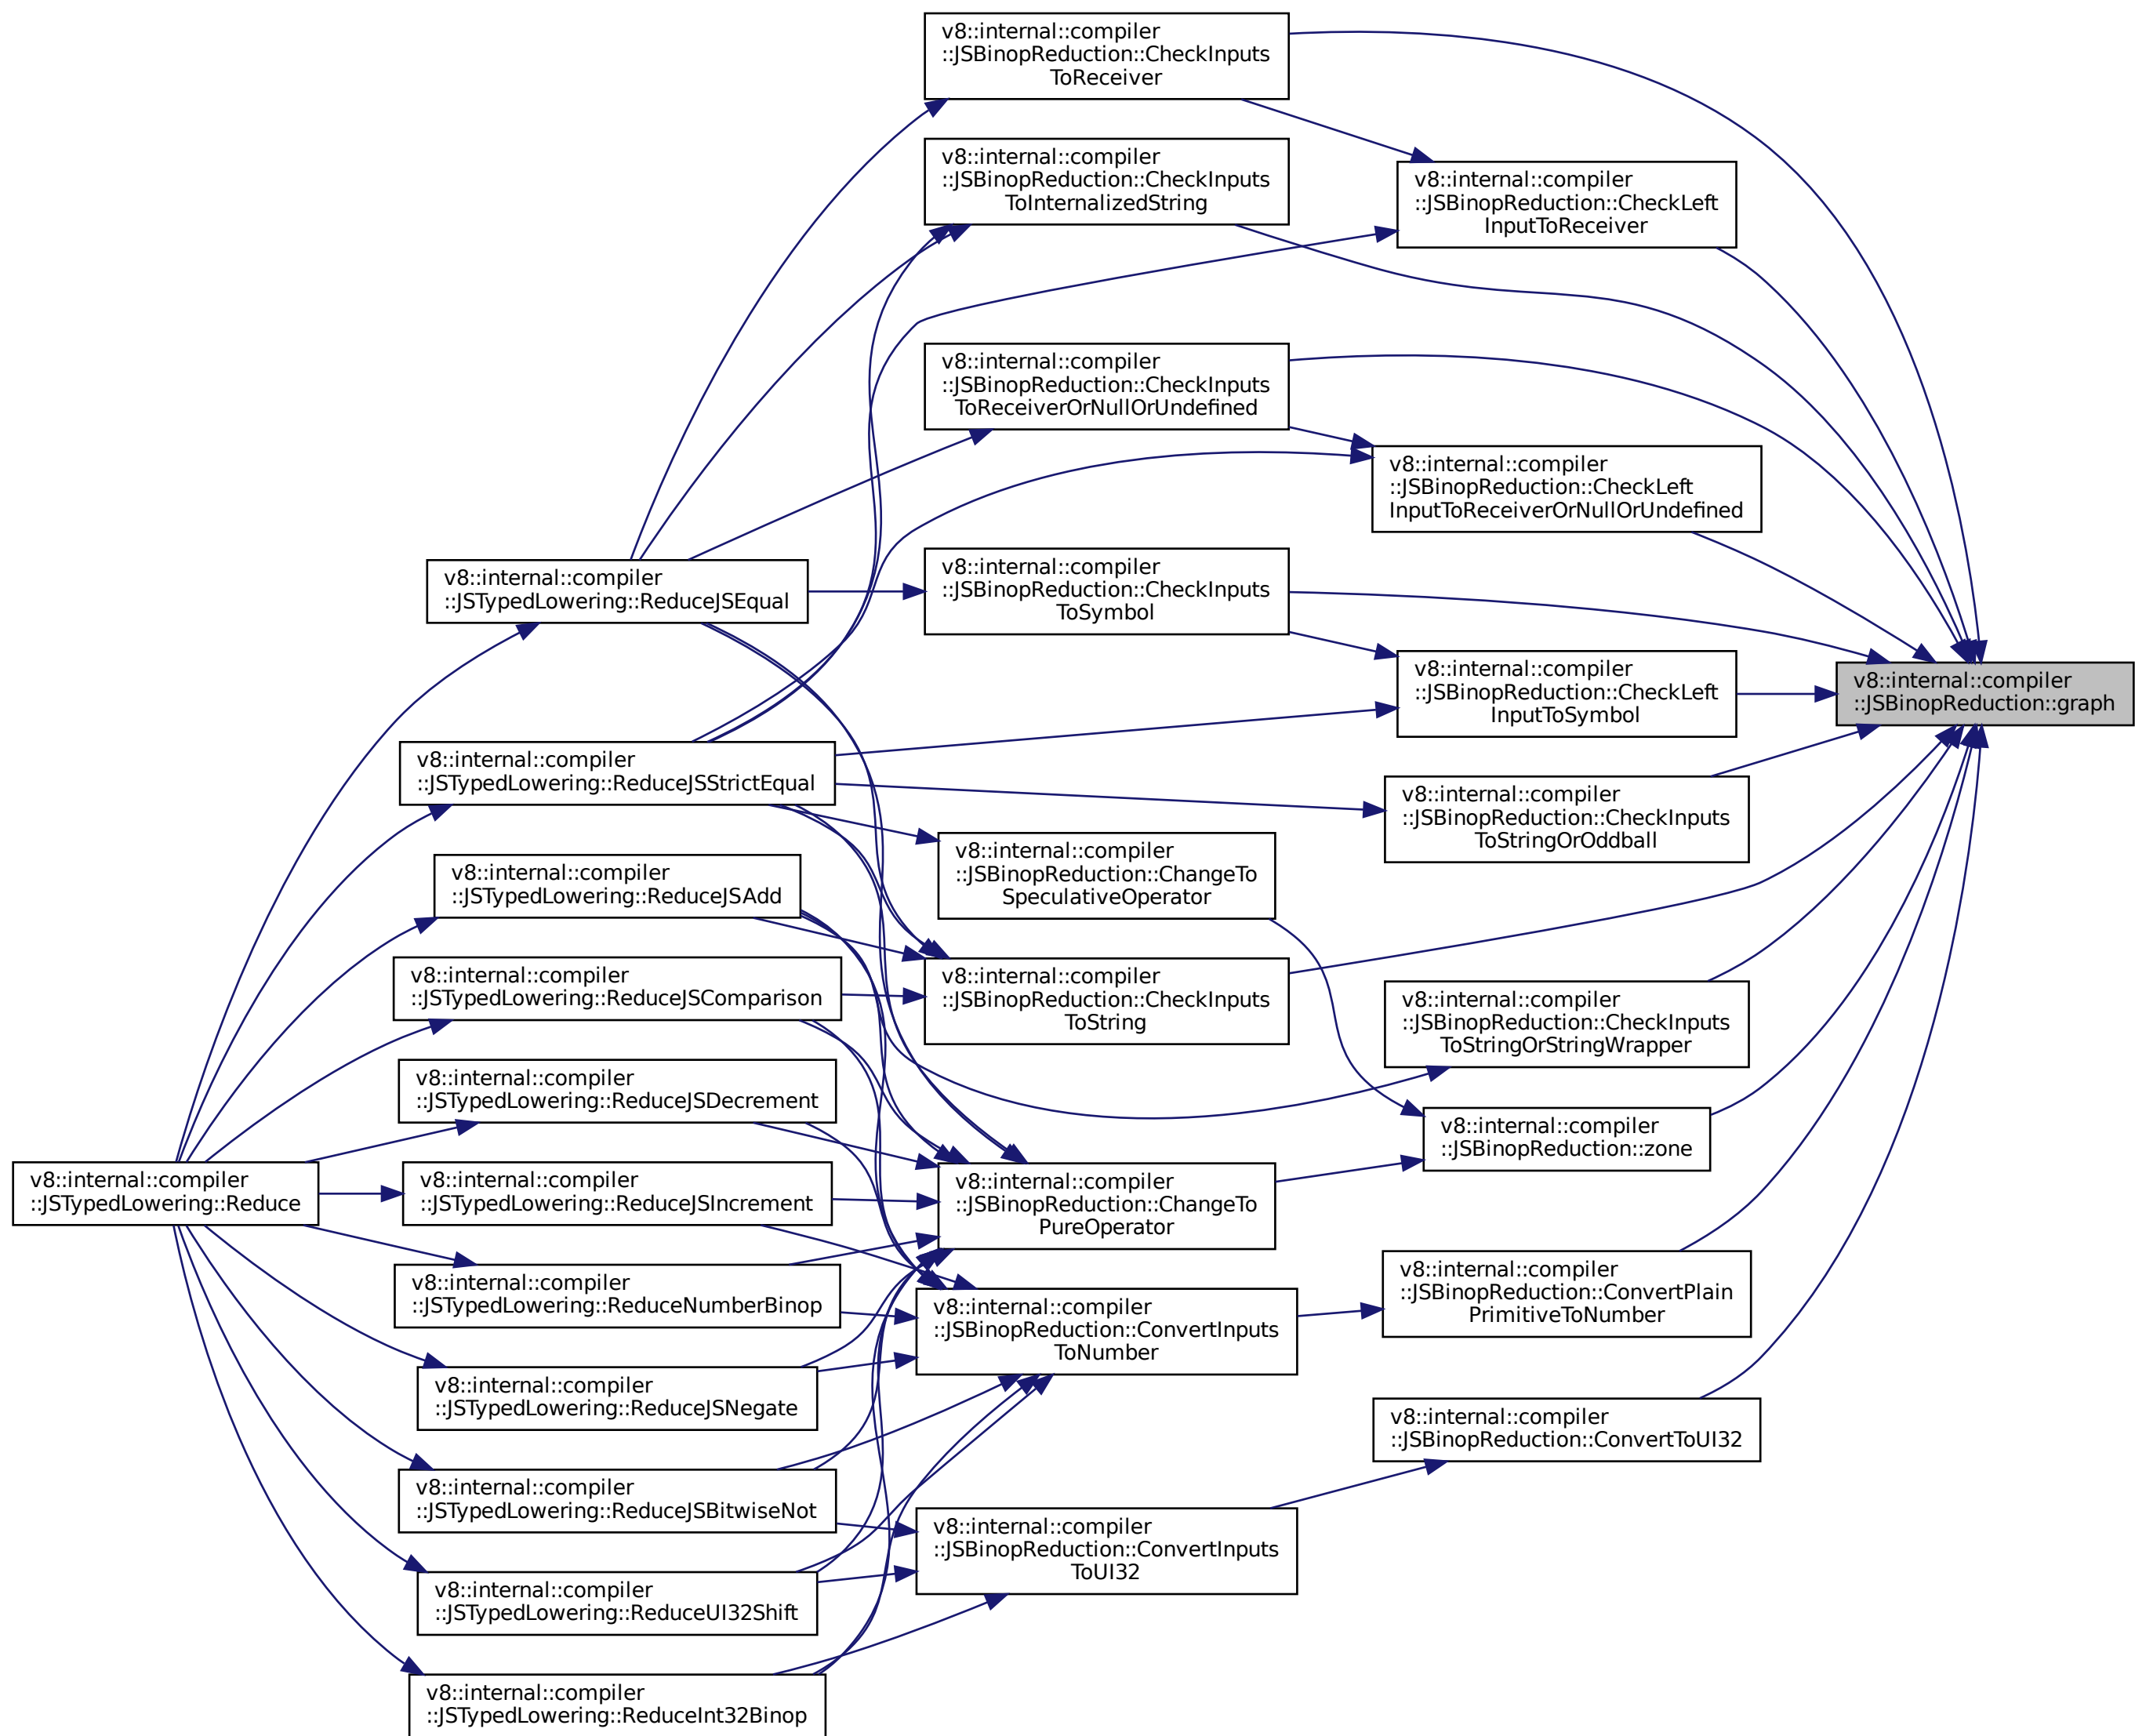 v8::internal::compiler
::JSBinopReduction::CheckInputs
ToReceiver
v8::internal::compiler
::JSBinopReduction::CheckInputs
ToInternalizedString
v8::internal::compiler
::JSBinopReduction::CheckLeft
InputToReceiver
v8::internal::compiler
::JSBinopReduction::CheckInputs
ToReceiverOrNullOrUndefined
v8::internal::compiler
::JSBinopReduction::CheckLeft
InputToReceiverOrNullOrUndefined
v8::internal::compiler
::JSTypedLowering::ReduceJSEqual
v8::internal::compiler
::JSBinopReduction::CheckInputs
ToSymbol
v8::internal::compiler
::JSBinopReduction::CheckLeft
InputToSymbol
v8::internal::compiler
::JSBinopReduction::graph
v8::internal::compiler
::JSTypedLowering::ReduceJSStrictEqual
v8::internal::compiler
::JSBinopReduction::CheckInputs
ToStringOrOddball
v8::internal::compiler
::JSBinopReduction::ChangeTo
SpeculativeOperator
v8::internal::compiler
::JSTypedLowering::ReduceJSAdd
v8::internal::compiler
::JSTypedLowering::ReduceJSComparison
v8::internal::compiler
::JSBinopReduction::CheckInputs
ToString
v8::internal::compiler
::JSBinopReduction::CheckInputs
ToStringOrStringWrapper
v8::internal::compiler
::JSTypedLowering::ReduceJSDecrement
v8::internal::compiler
::JSBinopReduction::zone
v8::internal::compiler
::JSTypedLowering::Reduce
v8::internal::compiler
::JSTypedLowering::ReduceJSIncrement
v8::internal::compiler
::JSBinopReduction::ChangeTo
PureOperator
v8::internal::compiler
::JSTypedLowering::ReduceNumberBinop
v8::internal::compiler
::JSBinopReduction::ConvertInputs
ToNumber
v8::internal::compiler
::JSBinopReduction::ConvertPlain
PrimitiveToNumber
v8::internal::compiler
::JSTypedLowering::ReduceJSNegate
v8::internal::compiler
::JSBinopReduction::ConvertToUI32
v8::internal::compiler
::JSTypedLowering::ReduceJSBitwiseNot
v8::internal::compiler
::JSBinopReduction::ConvertInputs
ToUI32
v8::internal::compiler
::JSTypedLowering::ReduceUI32Shift
v8::internal::compiler
::JSTypedLowering::ReduceInt32Binop